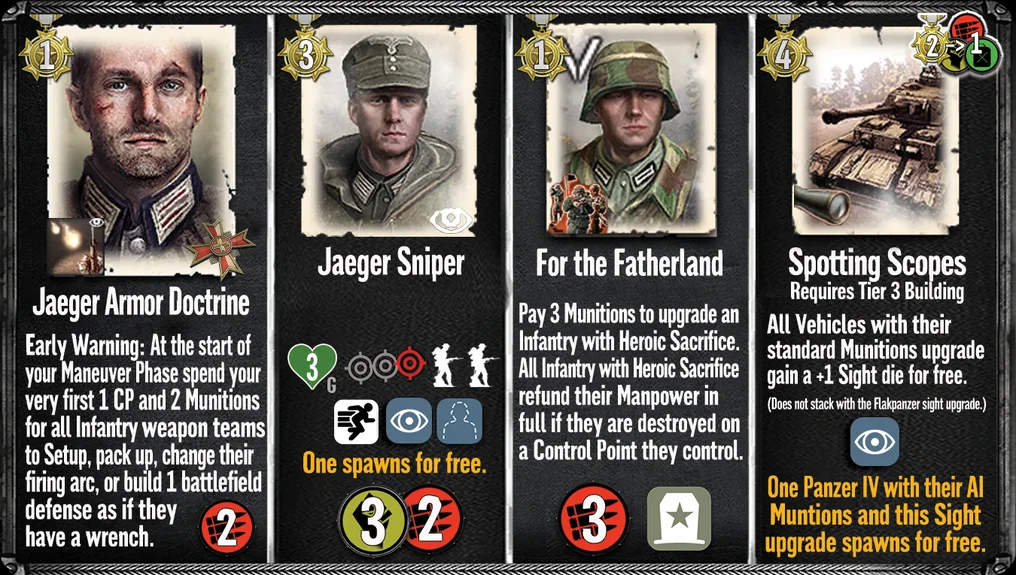 1
Jaeger Armor Doctrine
Early Warning: At the start of
your Maneuver Phase spend your
very first 1 CP and 2 Munitions
for all Infantry weapon teams
to Setup, pack up, change their
firing arc, or build 1 battlefield
defense as if they
have a wrench.
2
3
Jaeger Sniper
3
G
One spawns for free.
3 2
1
For the Fatherland
Pay 3 Munitions to upgrade an
Infantry with Heroic Sacrifice.
All Infantry with Heroic Sacrifice
refund their Manpower in
full if they are destroyed on
a Control Point they control.
3
4
2->1
Spotting Scopes
Requires Tier 3 Building
All Vehicles with their
standard Munitions upgrade
gain a +1 Sight die for free.
(Does not stack with the Flakpanzer sight upgrade.)
One Panzer IV with their AI
Muntions and this Sight
upgrade spawns for free.